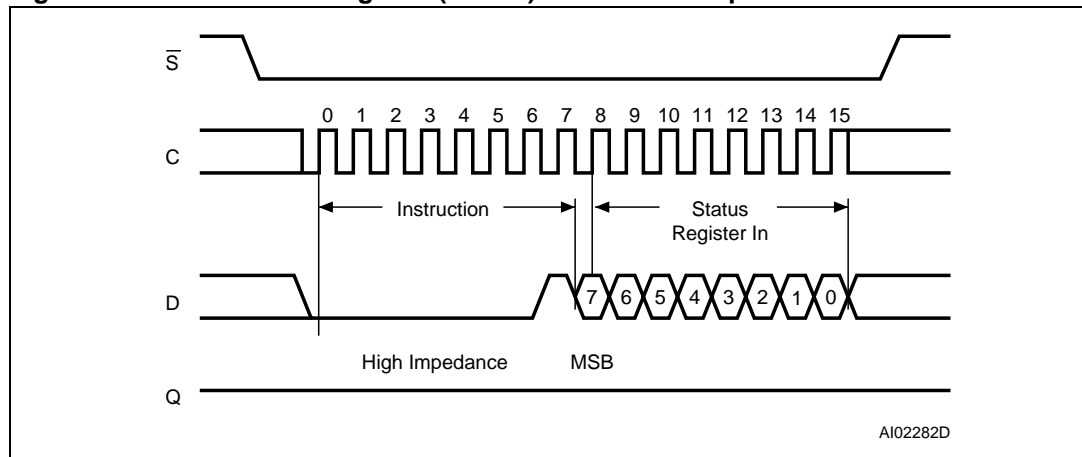 S
0 1 2 3 4 5 6 7 8 9 10 11 12 13 14 15
C
Instruction Status
Register In
D 7 6 5 4 3 2 1 0
High Impedance MSB
Q
AI02282D